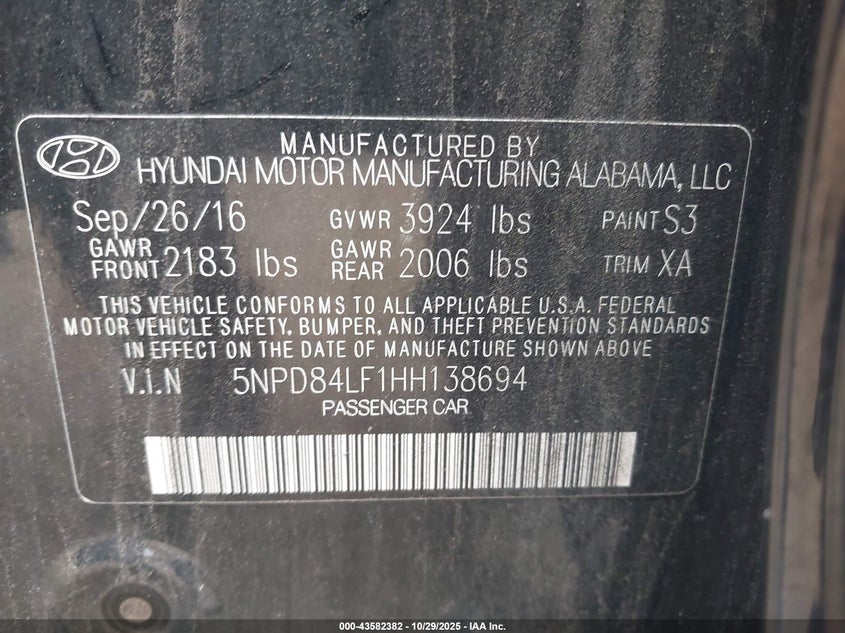 MANUFACTURED BY
HYUNDAI MOTOR MANUFACTURING ALABAMA, LLC
Sep/26/16 GVWR 3924 lbs PAINT S3
GAWR FRONT 2183 lbs GAWR REAR 2006 lbs TRIM XA
THIS VEHICLE CONFORMS TO ALL APPLICABLE U.S.A. FEDERAL
MOTOR VEHICLE SAFETY, BUMPER, AND THEFT PREVENTION STANDARDS
IN EFFECT ON THE DATE OF MANUFACTURE SHOWN ABOVE
V.i.N 5NPD84LF1HH138694
PASSENGER CAR
000-43582382 - 10/29/2025 - IAA Inc.